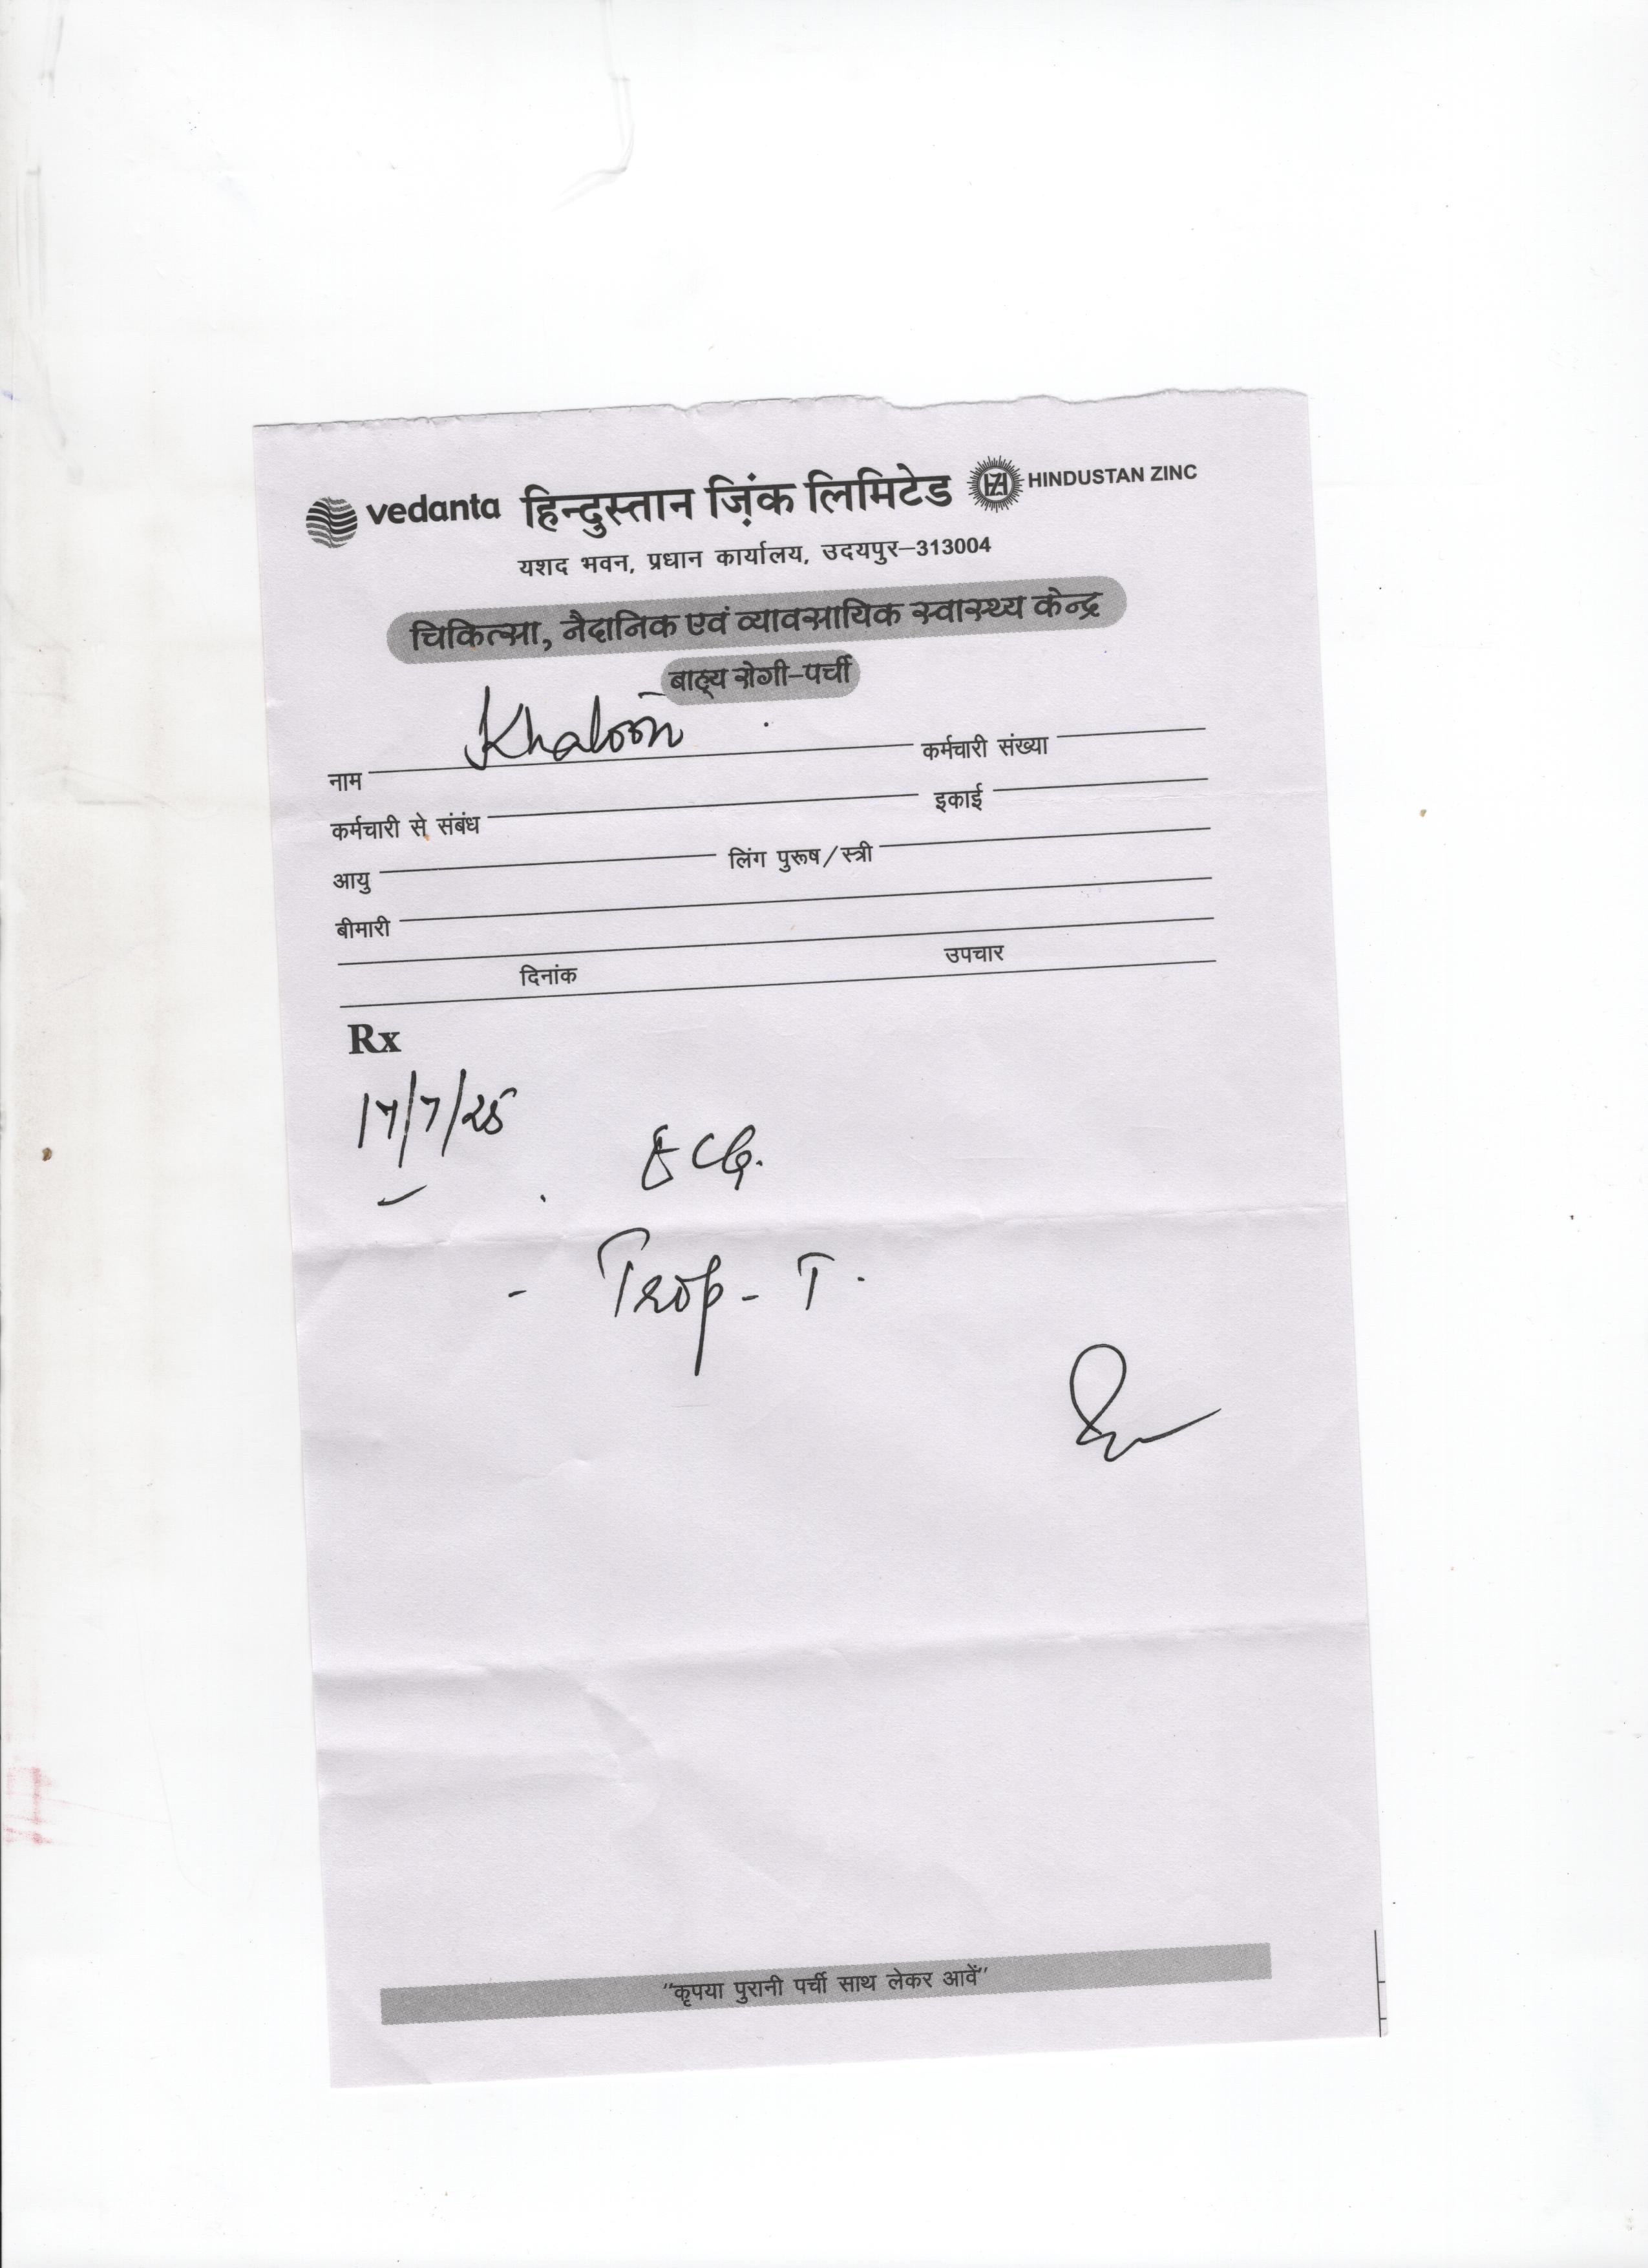 vedanta हिन्दुस्तान ज़िंक लिमिटेड HINDUSTAN ZINC
यशद भवन, प्रधान कार्यालय, उदयपुर–313004
चिकित्सा, नैदानिक एवं व्यावसायिक स्वास्थ्य केन्द्र
बाह्य रोगी–पर्ची
नाम कर्मचारी संख्या
कर्मचारी से संबंध इकाई
आयु लिंग पुरूष/स्त्री
बीमारी
दिनांक उपचार
Rx
17/7/25
ECG.
- Trop - T.
"कृपया पुरानी पर्ची साथ लेकर आवें"